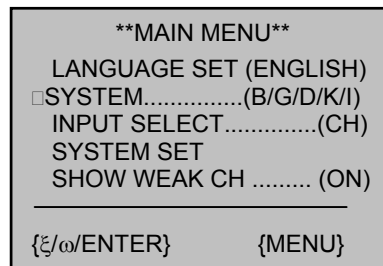 **MAIN MENU**
LANGUAGE SET (ENGLISH)
□SYSTEM...............(B/G/D/K/I)
INPUT SELECT..............(CH)
SYSTEM SET
SHOW WEAK CH ......... (ON)
{ξ/ω/ENTER} {MENU}